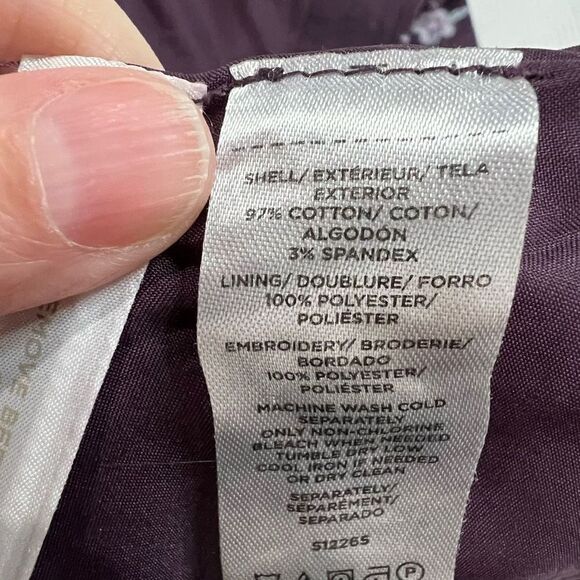 SHELL/ EXTÉRIEUR/ TELA
EXTERIOR
97% COTTON/ COTON/
ALGODÓN
3% SPANDEX
LINING/ DOUBLURE/ FORRO
100% POLYESTER/
POLIÉSTER
EMBROIDERY/ BRODERIE/
BORDADO
100% POLYESTER/
POLIÉSTER
MACHINE WASH COLD
SEPARATELY
ONLY NON-CHLORINE
BLEACH WHEN NEEDED
TUMBLE DRY LOW
COOL IRON IF NEEDED
OR DRY CLEAN
SEPARATELY/
SÉPARÉMENT/
SEPARADO
512265
P